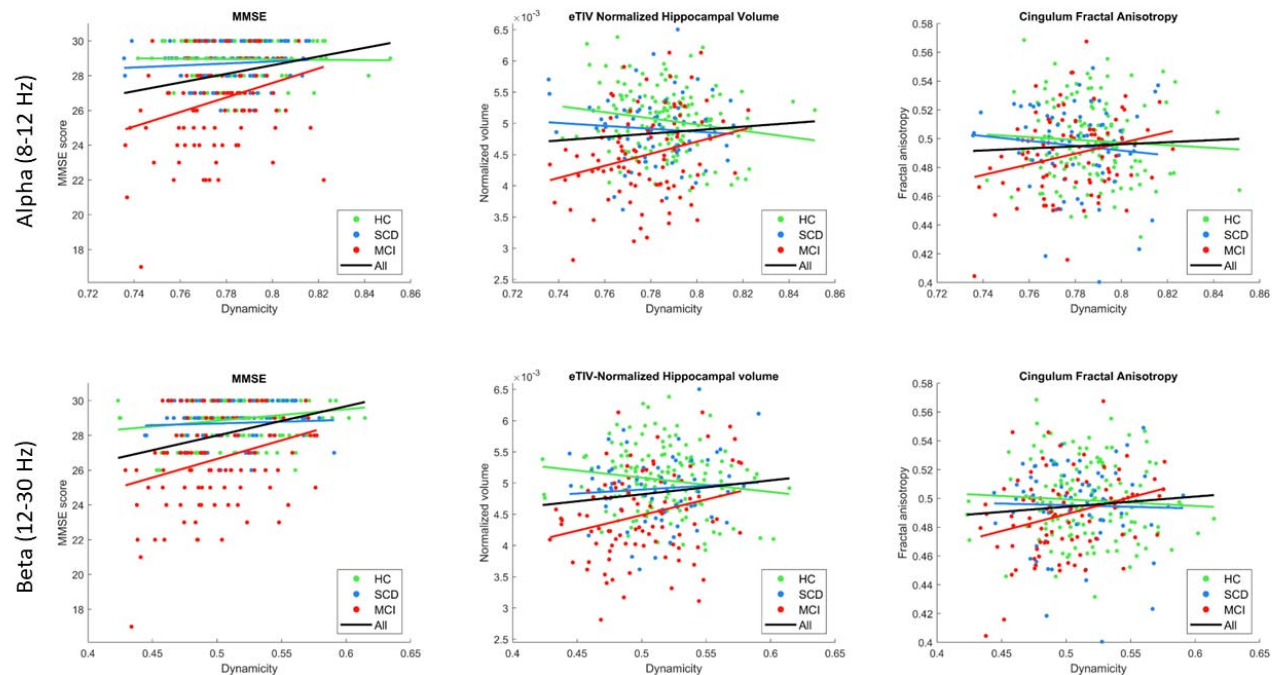 Alpha (8-12 Hz)
MMSE
MMSE score
30
28
26
24
22
20
18
16
0.72
0.74
0.76
0.78
0.8
0.82
0.84
0.86
Dynamicity
HC
SCD
MCI
All
eTIV Normalized Hippocampal Volume
×10⁻³
Normalized volume
6.5
6
5.5
5
4.5
4
3.5
3
2.5
0.72
0.74
0.76
0.78
0.8
0.82
0.84
0.86
Dynamicity
HC
SCD
MCI
All
Cingulum Fractal Anisotropy
Fractal anisotropy
0.58
0.56
0.54
0.52
0.5
0.48
0.46
0.44
0.42
0.4
0.72
0.74
0.76
0.78
0.8
0.82
0.84
0.86
Dynamicity
HC
SCD
MCI
All
Beta (12-30 Hz)
MMSE
MMSE score
30
28
26
24
22
20
18
0.4
0.45
0.5
0.55
0.6
0.65
Dynamicity
HC
SCD
MCI
All
eTIV-Normalized Hippocampal volume
×10⁻³
Normalized volume
6.5
6
5.5
5
4.5
4
3.5
3
2.5
0.4
0.45
0.5
0.55
0.6
0.65
Dynamicity
HC
SCD
MCI
All
Cingulum Fractal Anisotropy
Fractal anisotropy
0.58
0.56
0.54
0.52
0.5
0.48
0.46
0.44
0.42
0.4
0.4
0.45
0.5
0.55
0.6
0.65
Dynamicity
HC
SCD
MCI
All